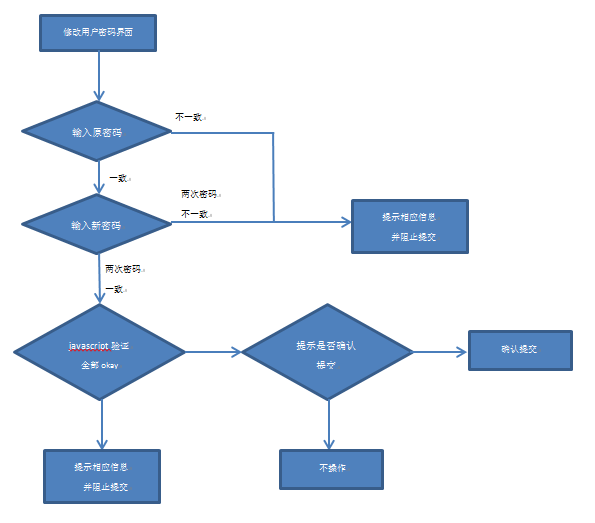 修改用户密码界面
输入原密码
不一致
一致
输入新密码
两次密码
不一致
提示相应信息
并阻止提交
两次密码
一致
javascript 验证
全部 okay
提示是否确认
提交
确认提交
提示相应信息
并阻止提交
不操作